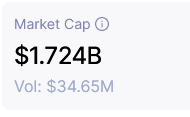 Market Cap
$1.724B
Vol: $34.65M